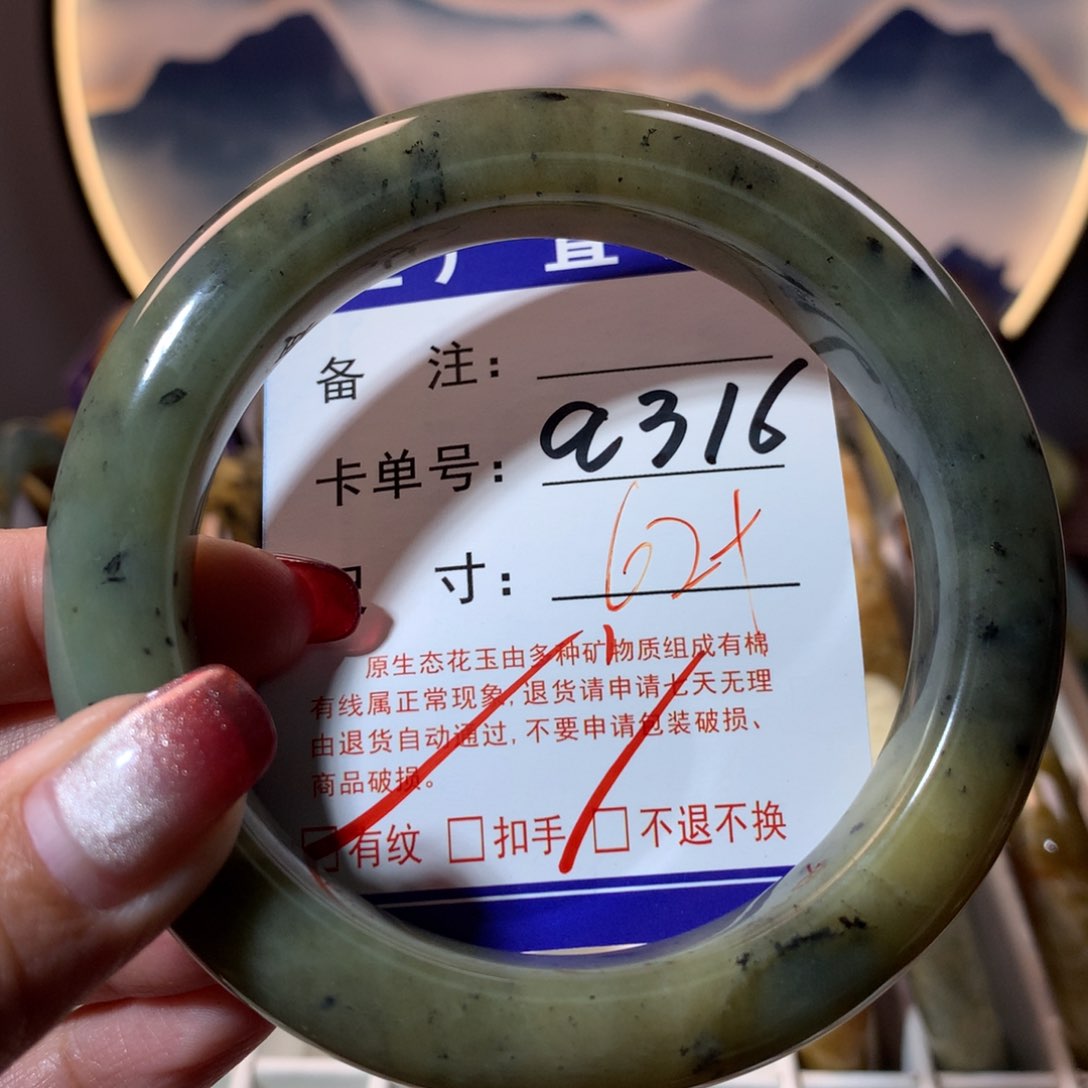 厂 直
备 注：
卡单号： a316
尺 寸： 62+
原生态花玉由多种矿物质组成有棉
有线属正常现象，退货请申请七天无理
由退货自动通过，不要申请包装破损、
商品破损。
有纹 扣手 不退不换